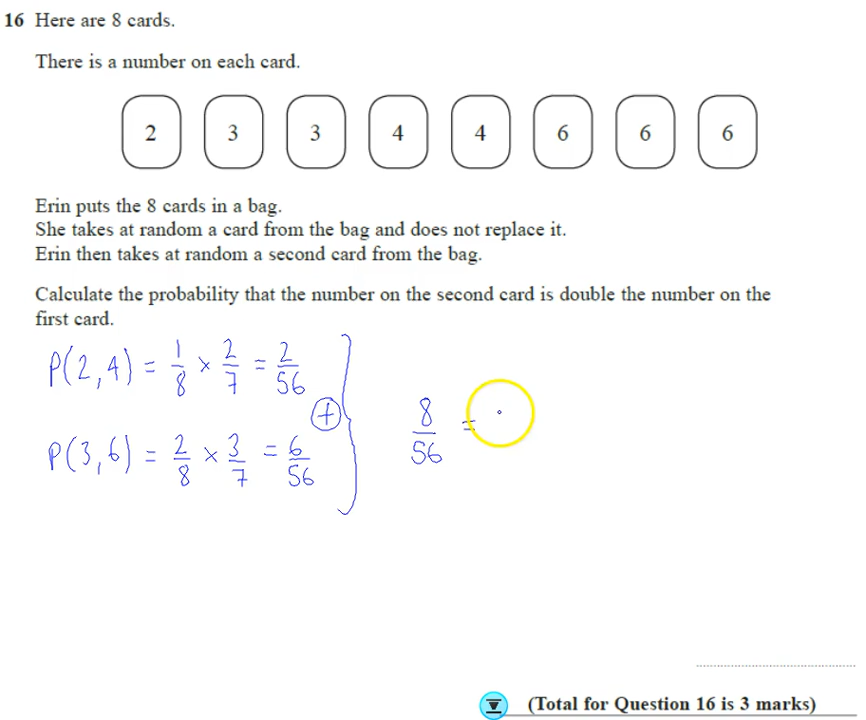 16 Here are 8 cards.
There is a number on each card.
2 3 3 4 4 6 6 6
Erin puts the 8 cards in a bag.
She takes at random a card from the bag and does not replace it.
Erin then takes at random a second card from the bag.
Calculate the probability that the number on the second card is double the number on the
first card.
P(2,4) = 1/8 × 2/7 = 2/56
P(3,6) = 2/8 × 3/7 = 6/56
+
8/56 =
(Total for Question 16 is 3 marks)